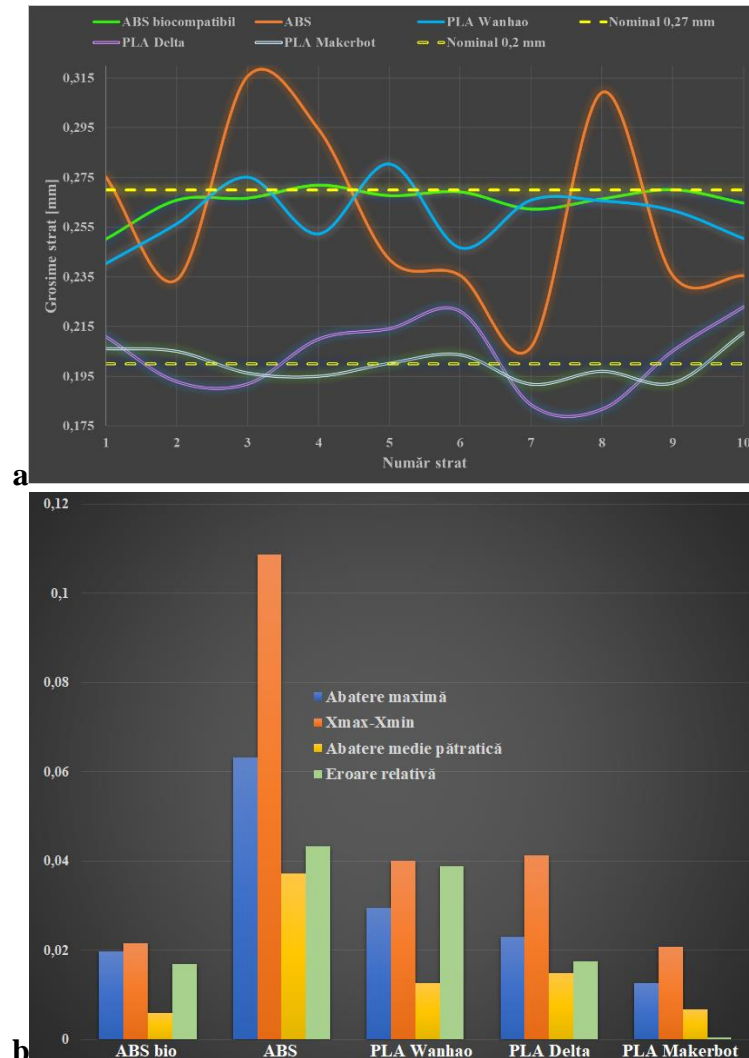 ABS biocompatibil ABS PLA Wanhao Nominal 0,27 mm
PLA Delta PLA Makerbot Nominal 0,2 mm
0,315
0,295
0,275
0,255
0,235
0,215
0,195
0,175
Grosime strat [mm]
1 2 3 4 5 6 7 8 9 10
Număr strat
a
0,12
0,1
0,08
0,06
0,04
0,02
0
Abatere maximă
Xmax-Xmin
Abatere medie pătratică
Eroare relativă
ABS bio ABS PLA Wanhao PLA Delta PLA Makerbot
b